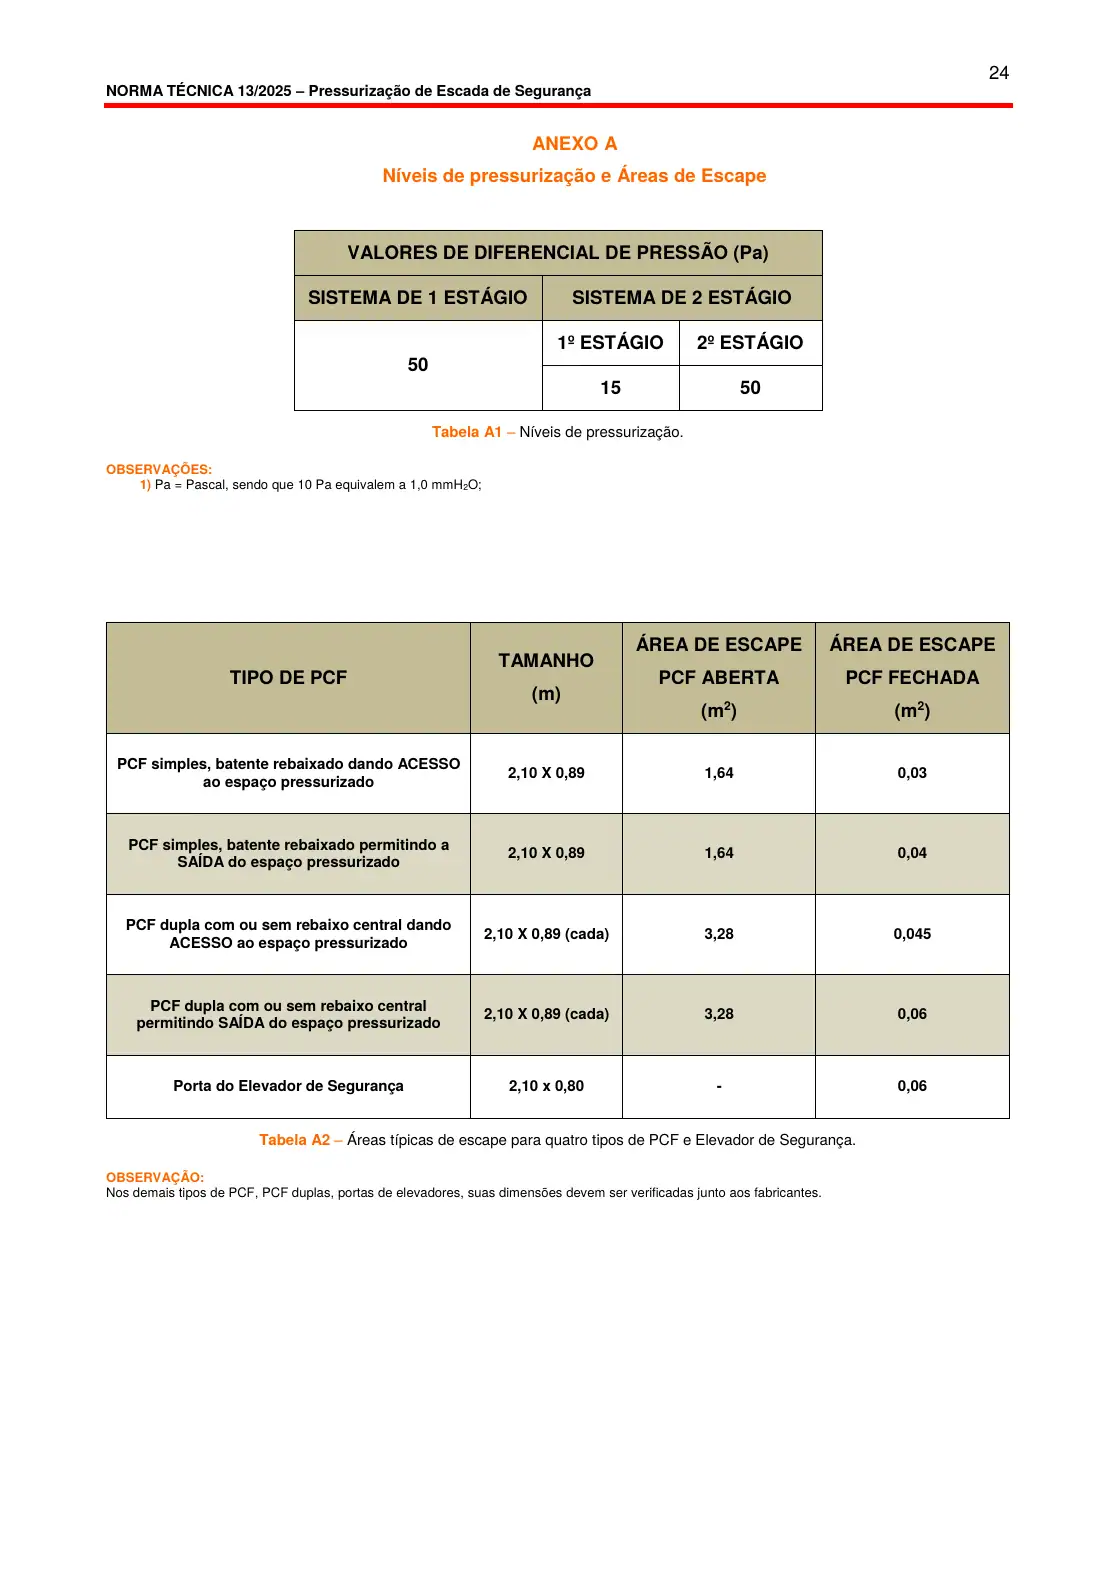 24
NORMA TÉCNICA 13/2025 – Pressurização de Escada de Segurança
ANEXO A
Níveis de pressurização e Áreas de Escape
VALORES DE DIFERENCIAL DE PRESSÃO (Pa)
SISTEMA DE 1 ESTÁGIO SISTEMA DE 2 ESTÁGIO
50
1º ESTÁGIO 2º ESTÁGIO
15 50
Tabela A1 – Níveis de pressurização.
OBSERVAÇÕES:
1) Pa = Pascal, sendo que 10 Pa equivalem a 1,0 mmH₂O;
TIPO DE PCF
TAMANHO
(m)
ÁREA DE ESCAPE
PCF ABERTA
(m²)
ÁREA DE ESCAPE
PCF FECHADA
(m²)
PCF simples, batente rebaixado dando ACESSO
ao espaço pressurizado
2,10 X 0,89 1,64 0,03
PCF simples, batente rebaixado permitindo a
SAÍDA do espaço pressurizado
2,10 X 0,89 1,64 0,04
PCF dupla com ou sem rebaixo central dando
ACESSO ao espaço pressurizado
2,10 X 0,89 (cada) 3,28 0,045
PCF dupla com ou sem rebaixo central
permitindo SAÍDA do espaço pressurizado
2,10 X 0,89 (cada) 3,28 0,06
Porta do Elevador de Segurança 2,10 x 0,80 - 0,06
Tabela A2 – Áreas típicas de escape para quatro tipos de PCF e Elevador de Segurança.
OBSERVAÇÃO:
Nos demais tipos de PCF, PCF duplas, portas de elevadores, suas dimensões devem ser verificadas junto aos fabricantes.